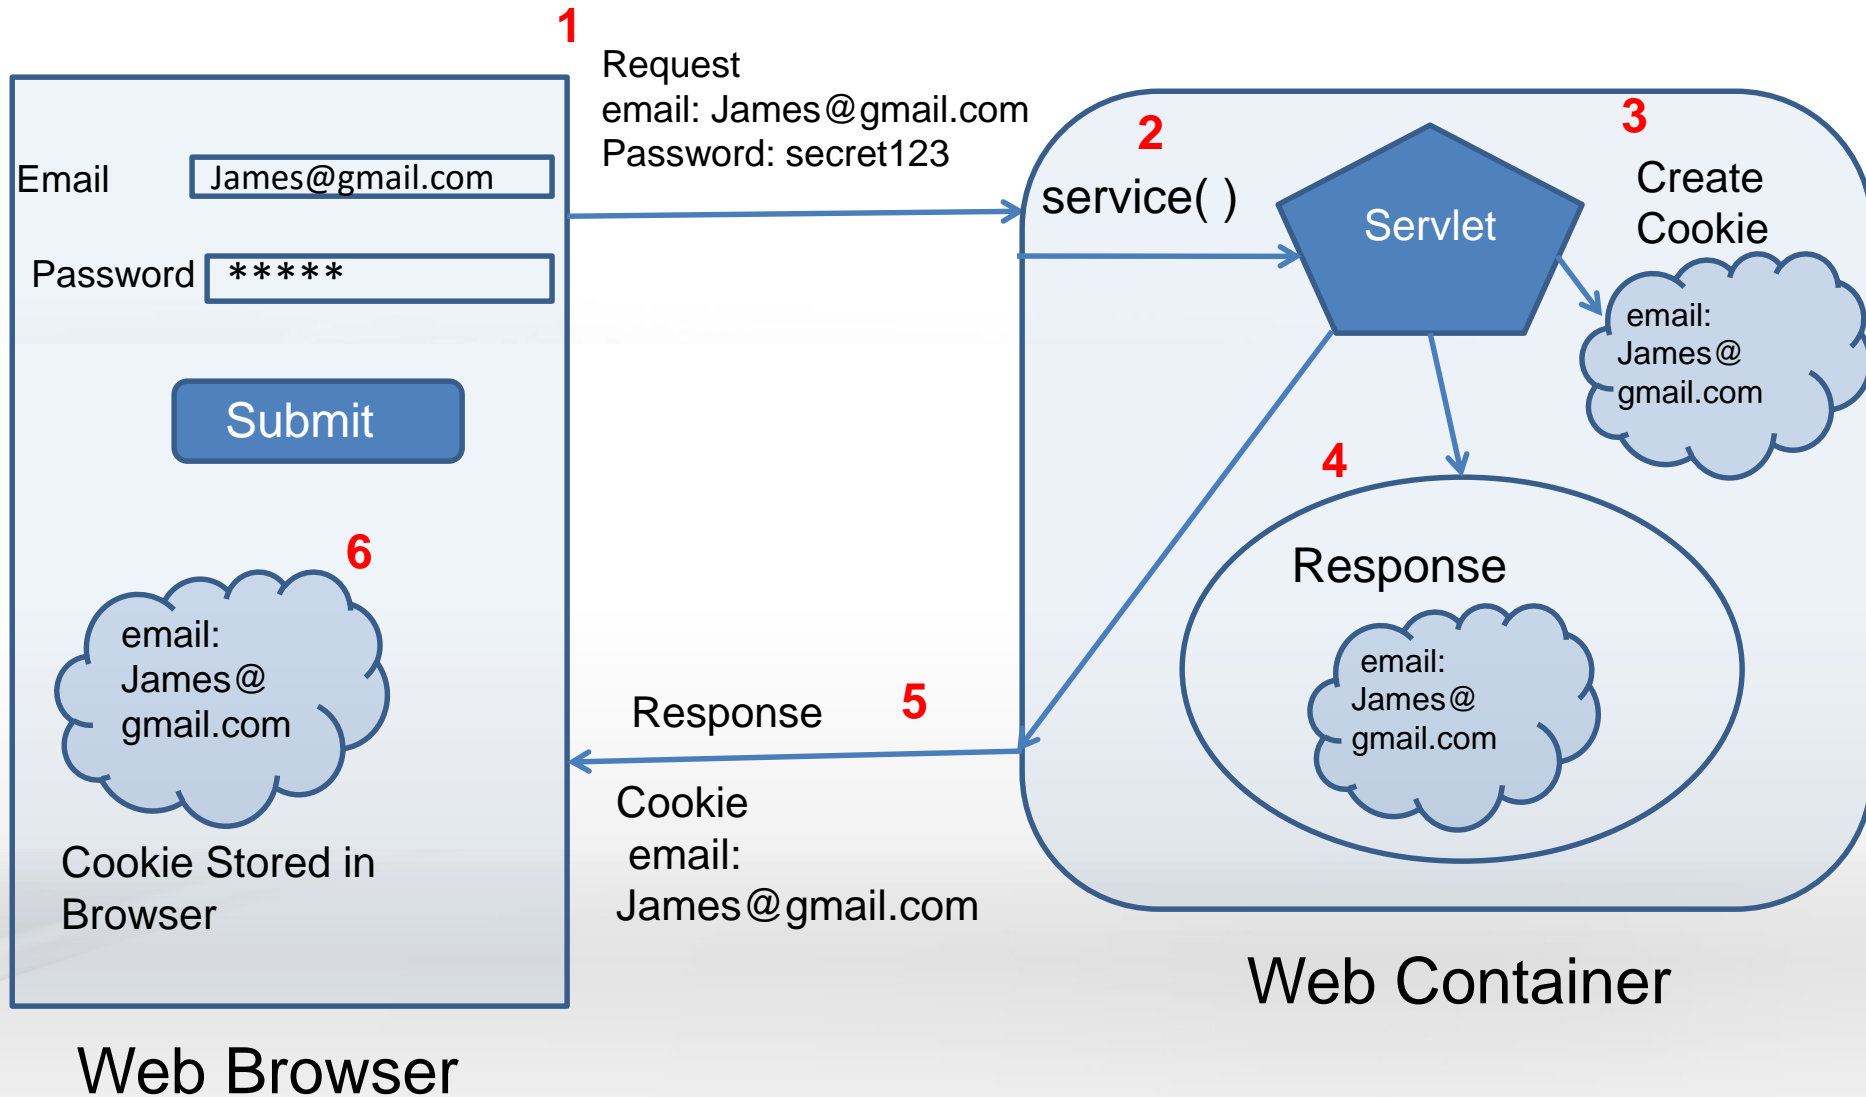 1
Request
email: James@gmail.com
Password: secret123
Email
James@gmail.com
Password
*****
Submit
6
email:
James@
gmail.com
Cookie Stored in
Browser
Web Browser
2
service( )
Servlet
3
Create
Cookie
email:
James@
gmail.com
4
Response
email:
James@
gmail.com
Response
5
Cookie
email:
James@gmail.com
Web Container